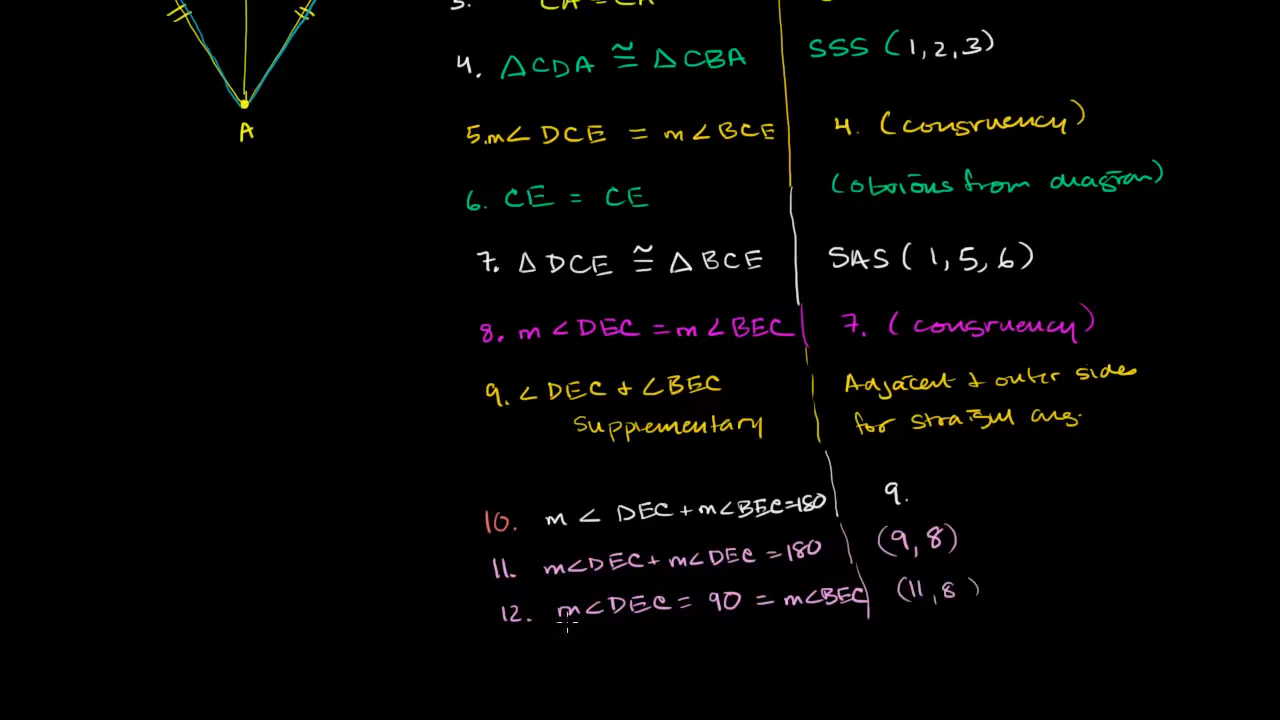 3. CA = CA
4. △CDA ≅ △CBA SSS (1,2,3)
A
5. m∠DCE = m∠BCE 4. (congruency)
6. CE = CE (obvious from diagram)
7. △DCE ≅ △BCE SAS (1,5,6)
8. m∠DEC = m∠BEC 7. (congruency)
9. ∠DEC + ∠BEC Adjacent + outer sides
supplementary for straight ang.
10. m∠DEC + m∠BEC = 180 9.
11. m∠DEC + m∠DEC = 180 (9,8)
12. m∠DEC = 90 = m∠BEC (11,8)